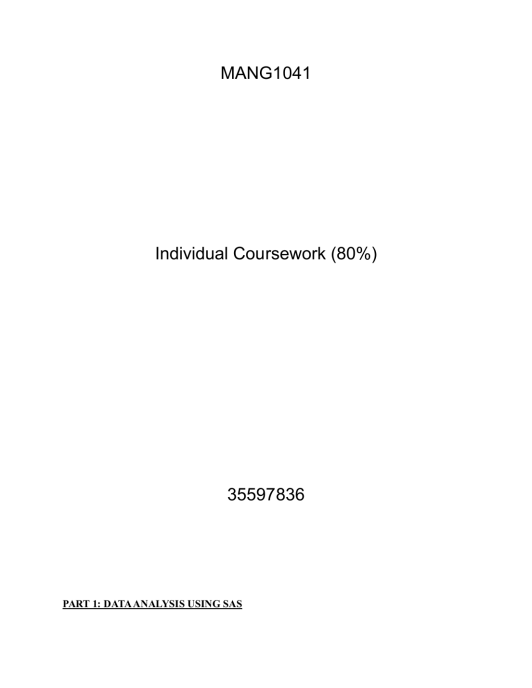 MANG1041
Individual Coursework (80%)
35597836
PART 1: DATA ANALYSIS USING SAS